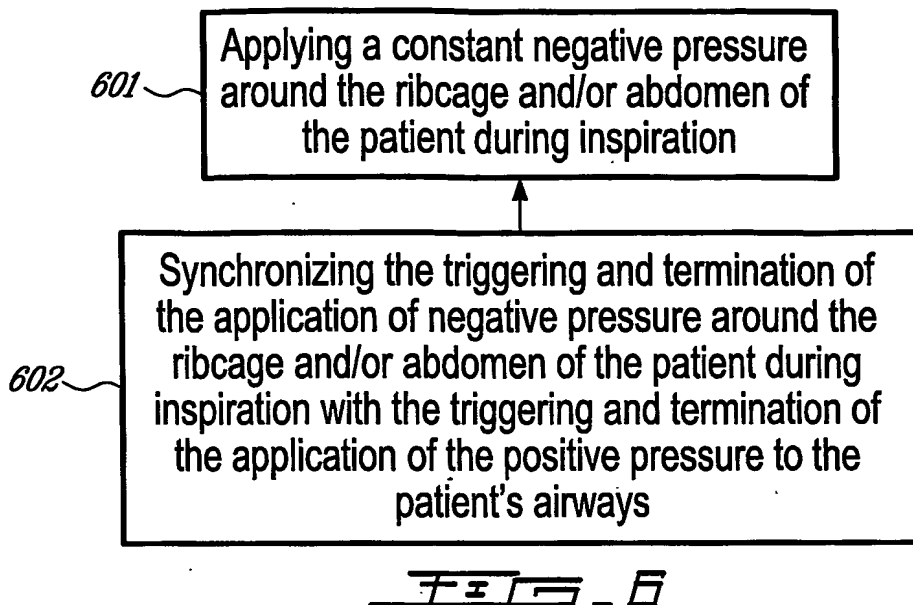 601
Applying a constant negative pressure
around the ribcage and/or abdomen of
the patient during inspiration
602
Synchronizing the triggering and termination of
the application of negative pressure around the
ribcage and/or abdomen of the patient during
inspiration with the triggering and termination of
the application of the positive pressure to the
patient's airways
FIG-6